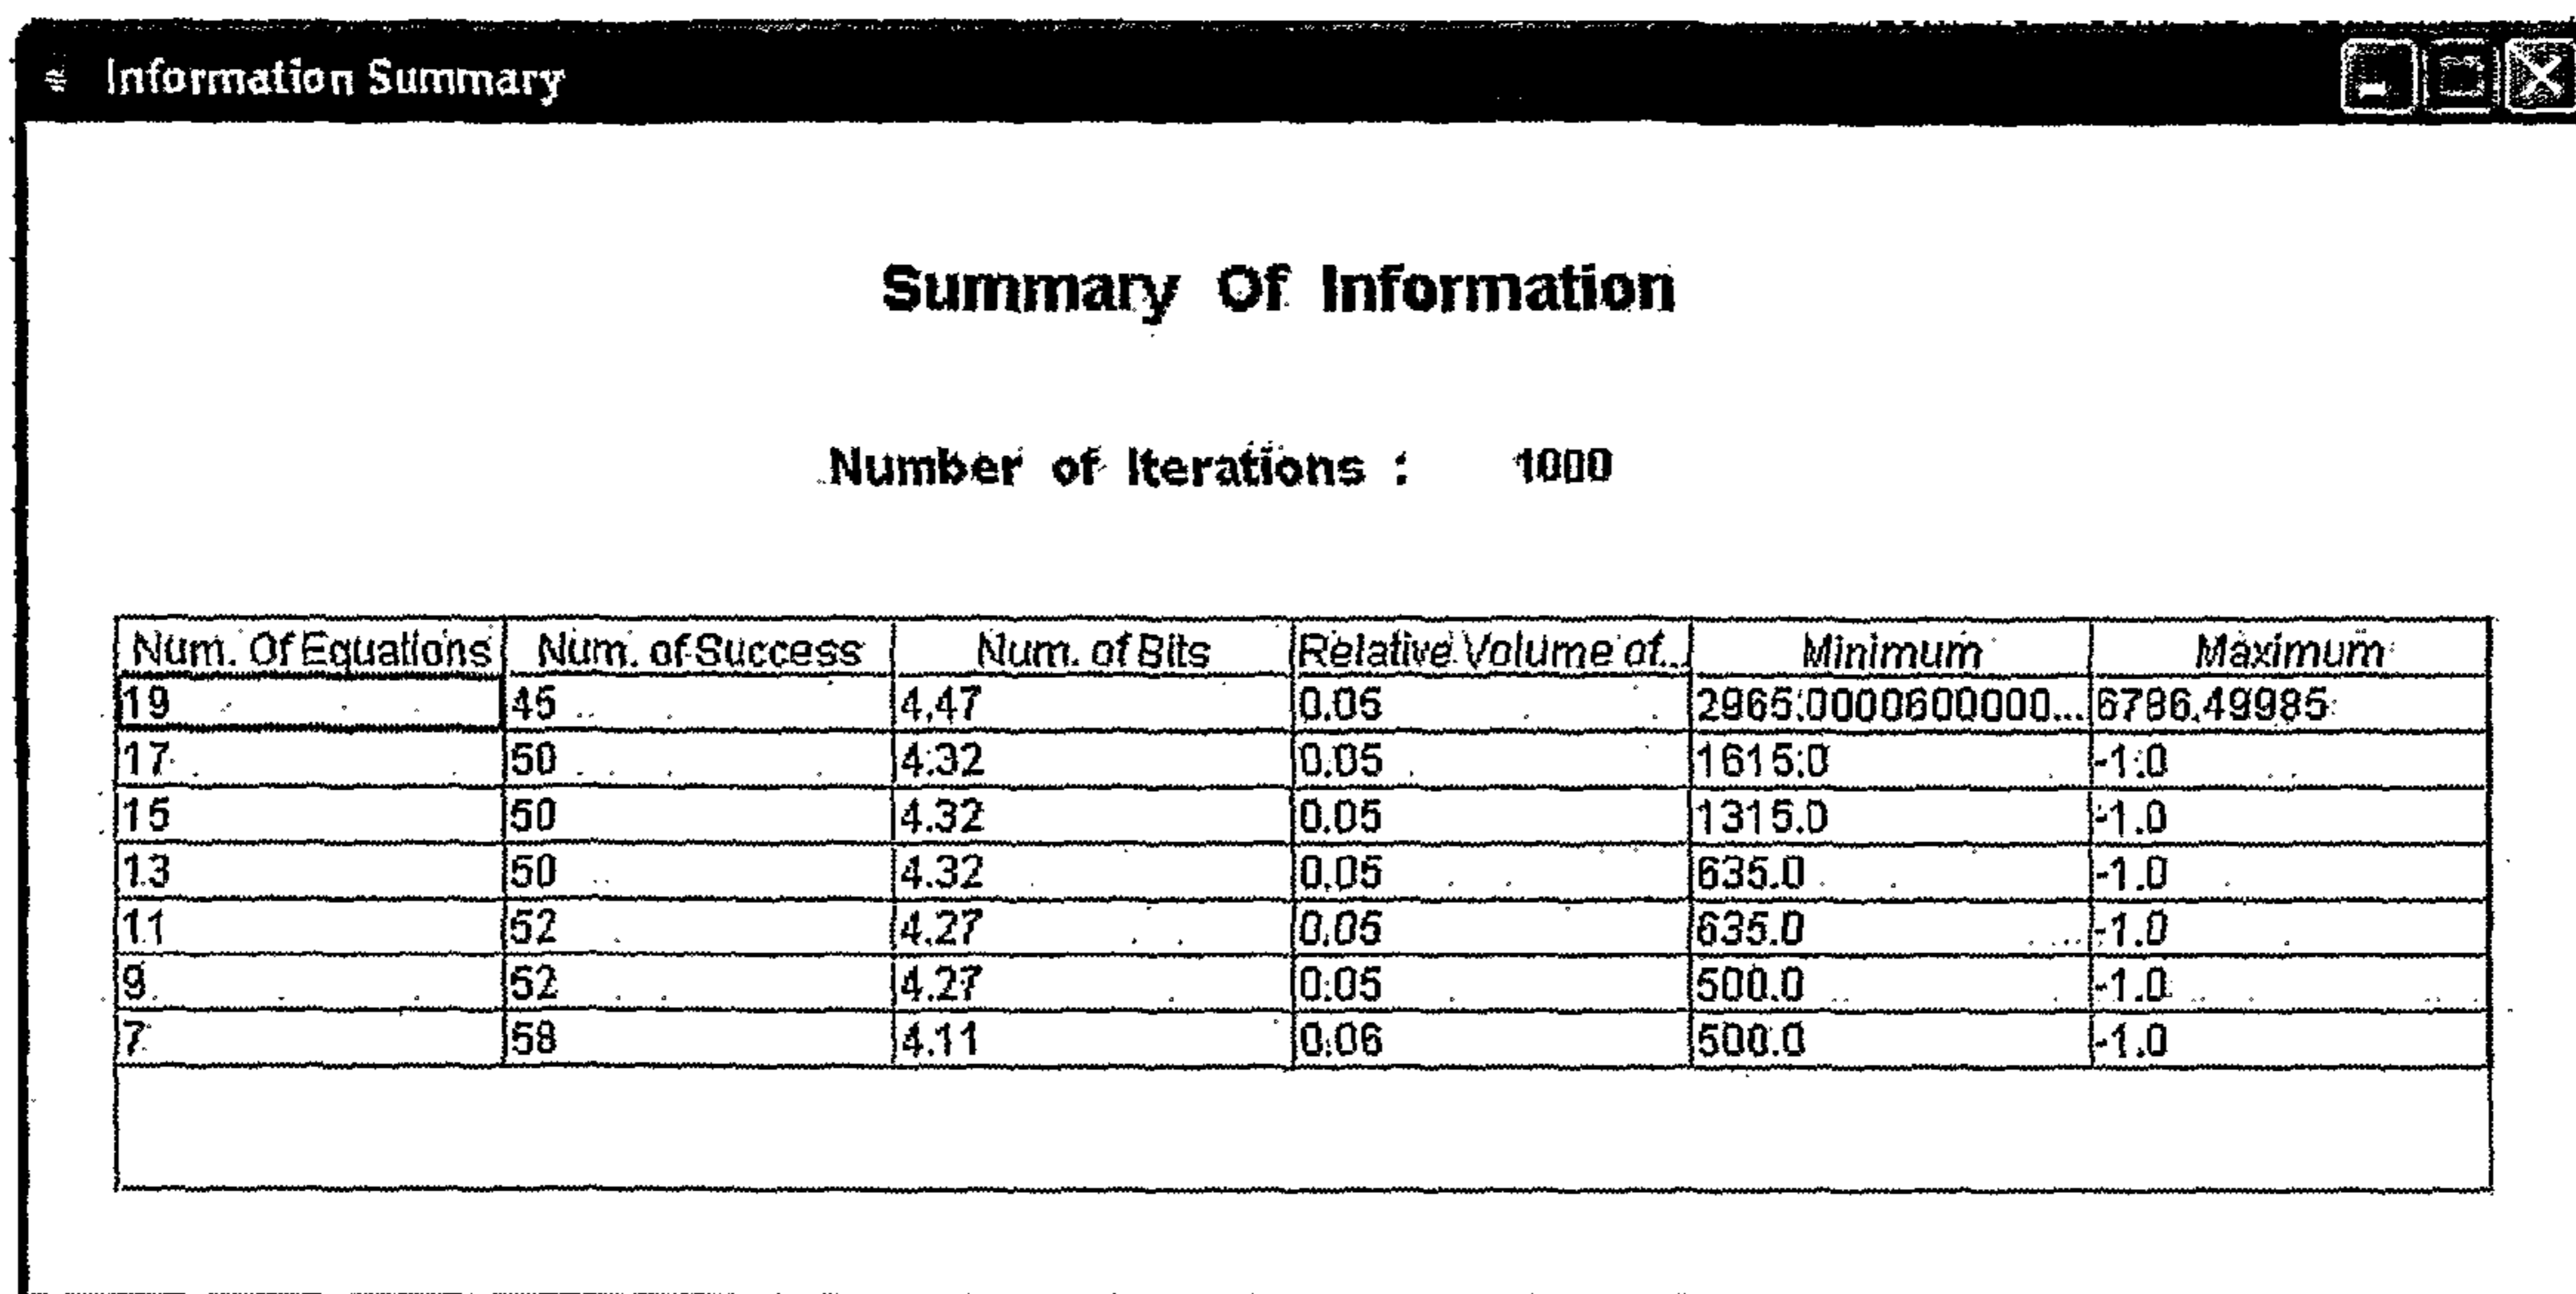 Information Summary
Summary Of Information
Number of Iterations : 1000
Num. Of Equations Num. of Success Num. of Bits Relative Volume of... Minimum Maximum
19 45 4.47 0.05 2965.0000600000... 6786.49985
17 50 4.32 0.05 1615.0 -1.0
15 50 4.32 0.05 1315.0 -1.0
13 50 4.32 0.05 635.0 -1.0
11 52 4.27 0.05 635.0 -1.0
9 52 4.27 0.05 500.0 -1.0
7 58 4.11 0.06 500.0 -1.0